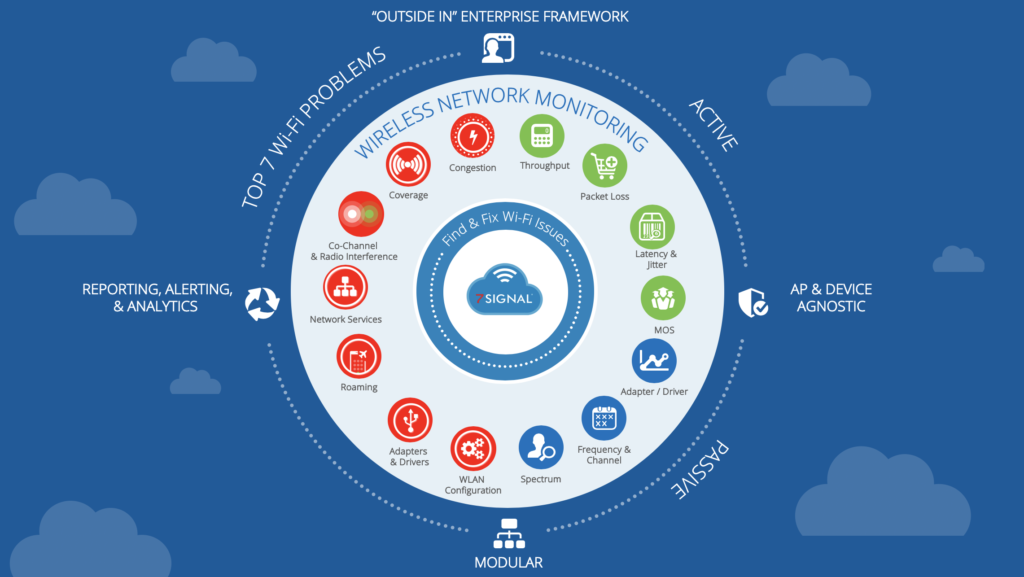 “OUTSIDE IN” ENTERPRISE FRAMEWORK
TOP 7 Wi-Fi PROBLEMS
ACTIVE
WIRELESS NETWORK MONITORING
Congestion
Throughput
Coverage
Packet Loss
Co-Channel
& Radio Interference
Latency &
Jitter
Find & Fix Wi-Fi Issues
7SIGNAL
REPORTING, ALERTING,
& ANALYTICS
AP & DEVICE
AGNOSTIC
Network Services
MOS
Roaming
Adapter / Driver
Adapters
& Drivers
Frequency &
Channel
XXX
XX
WLAN
Configuration
Spectrum
PASSIVE
MODULAR